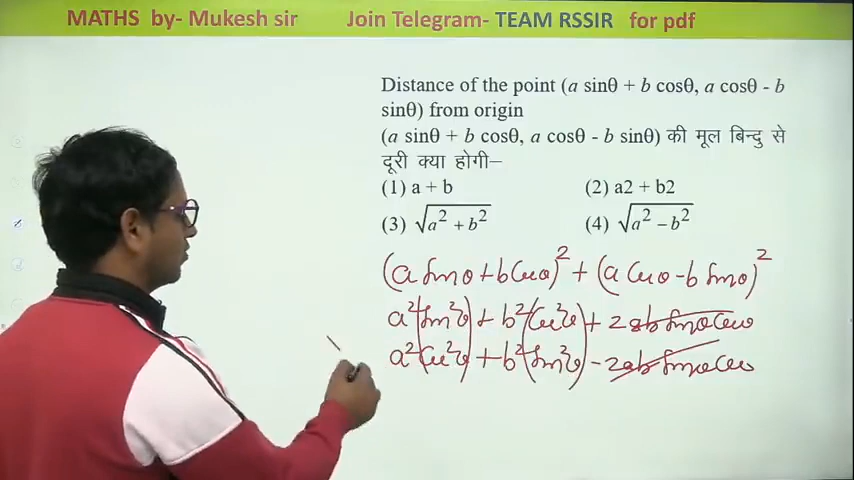 MATHS by- Mukesh sir Join Telegram- TEAM RSSIR for pdf
Distance of the point (a sinθ + b cosθ, a cosθ - b
sinθ) from origin
(a sinθ + b cosθ, a cosθ - b sinθ) की मूल बिन्दु से
दूरी क्या होगी–
(1) a + b (2) a2 + b2
(3) √a² + b² (4) √a² – b²
(a sinθ + b cosθ)² + (a cosθ - b sinθ)²
a²(sin²θ) + b²(cos²θ) + 2ab sinθ cosθ
a²(cos²θ) + b²(sin²θ) - 2ab sinθ cosθ